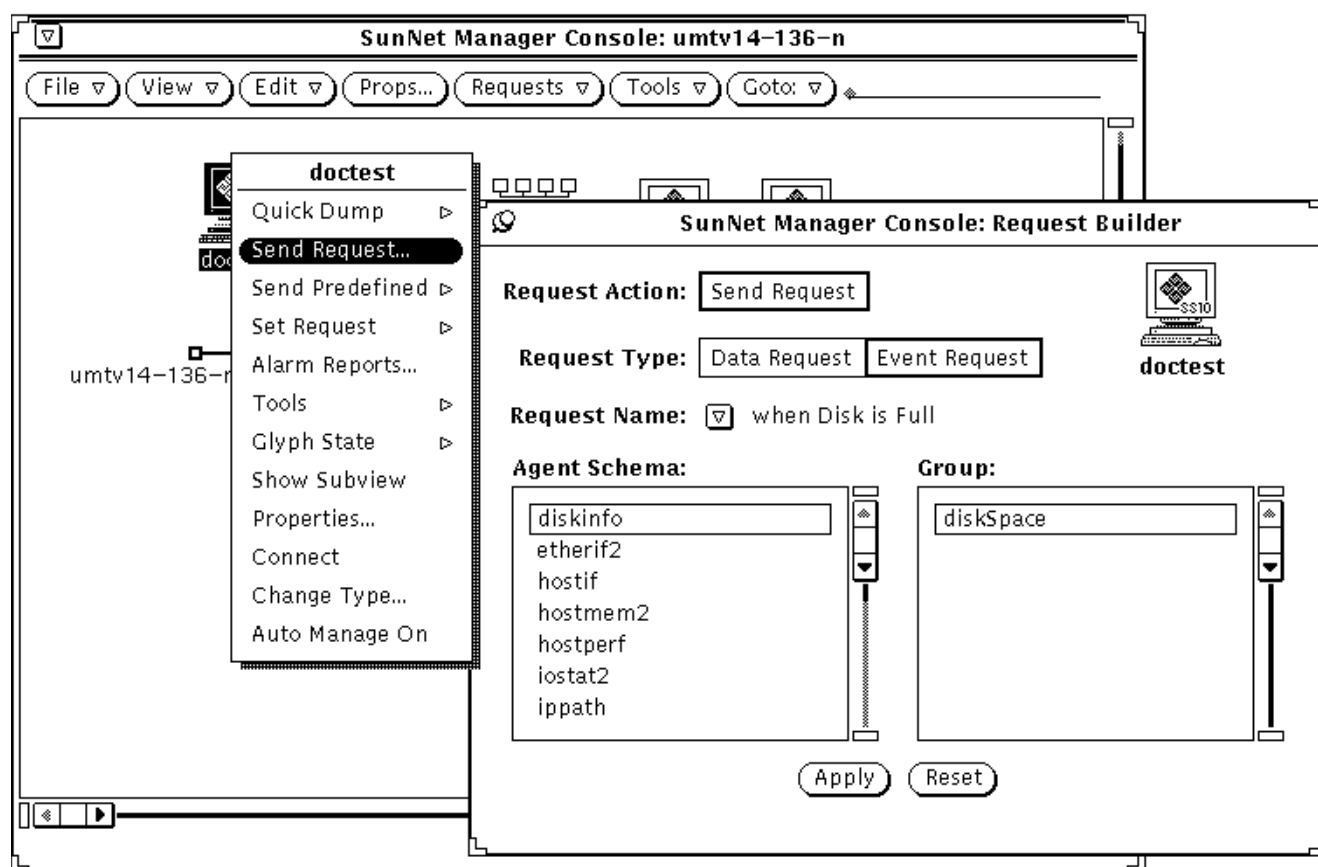 SunNet Manager Console: umtv14-136-n
File View Edit Props... Requests Tools Goto:
doctest
Quick Dump
Send Request...
Send Predefined
Set Request
Alarm Reports...
Tools
Glyph State
Show Subview
Properties...
Connect
Change Type...
Auto Manage On
umtv14-136-
SunNet Manager Console: Request Builder
Request Action: Send Request
SS10
doctest
Request Type: Data Request Event Request
Request Name: when Disk is Full
Agent Schema:
diskinfo
etherif2
hostif
hostmem2
hostperf
iostat2
ippath
Group:
diskSpace
Apply Reset